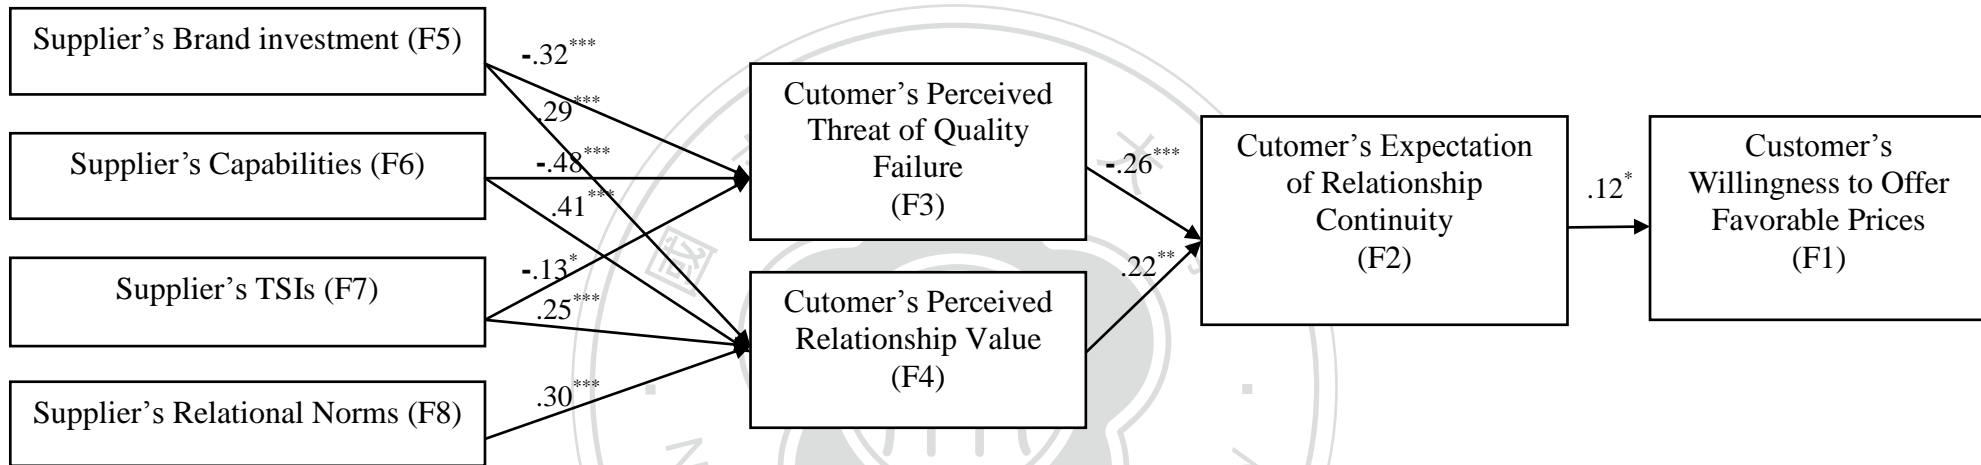 Supplier’s Brand investment (F5)
Supplier’s Capabilities (F6)
Supplier’s TSIs (F7)
Supplier’s Relational Norms (F8)
-.32***
.29***
-.48***
.41***
-.13*
.25***
.30***
Cutomer’s Perceived
Threat of Quality
Failure
(F3)
Cutomer’s Perceived
Relationship Value
(F4)
-.26***
.22**
Cutomer’s Expectation
of Relationship
Continuity
(F2)
.12*
Customer’s
Willingness to Offer
Favorable Prices
(F1)